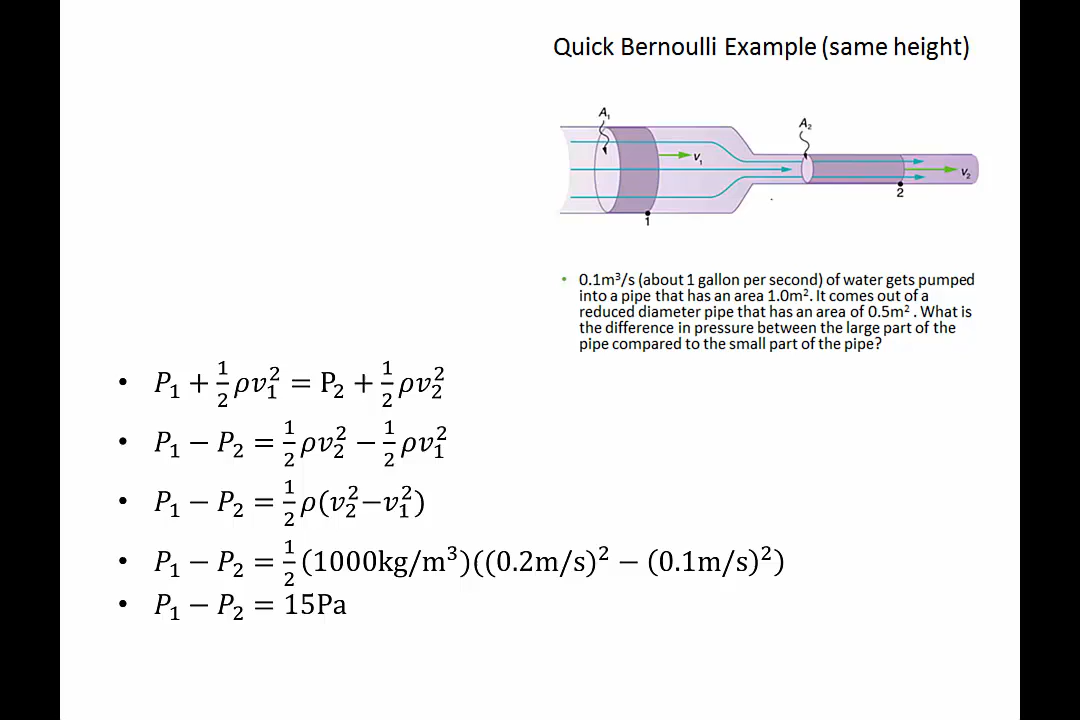 Quick Bernoulli Example (same height)
A₁
A₂
v₁
v₂
1
2
• 0.1m³/s (about 1 gallon per second) of water gets pumped
into a pipe that has an area 1.0m². It comes out of a
reduced diameter pipe that has an area of 0.5m² . What is
the difference in pressure between the large part of the
pipe compared to the small part of the pipe?
• P₁ + ½ρv₁² = P₂ + ½ρv₂²
• P₁ − P₂ = ½ρv₂² − ½ρv₁²
• P₁ − P₂ = ½ρ(v₂²−v₁²)
• P₁ − P₂ = ½(1000kg/m³)((0.2m/s)² − (0.1m/s)²)
• P₁ − P₂ = 15Pa